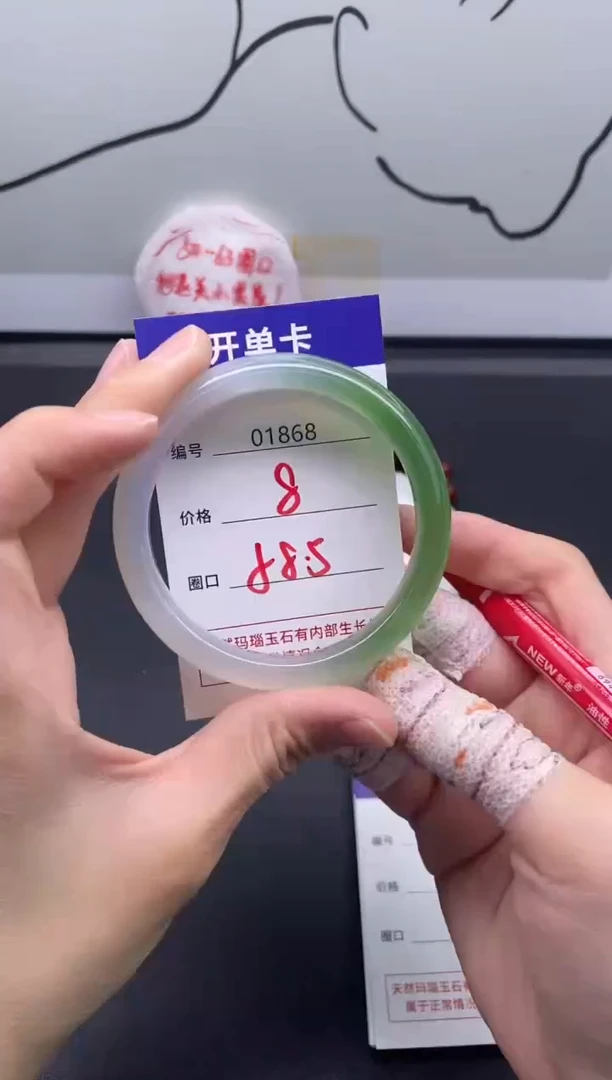 开单卡
编号 01868
价格 8
圈口 58.5
然玛瑙玉石有内部生长
NEW
编号
价格
圈口
天然玛瑙玉石有
属于正常情况